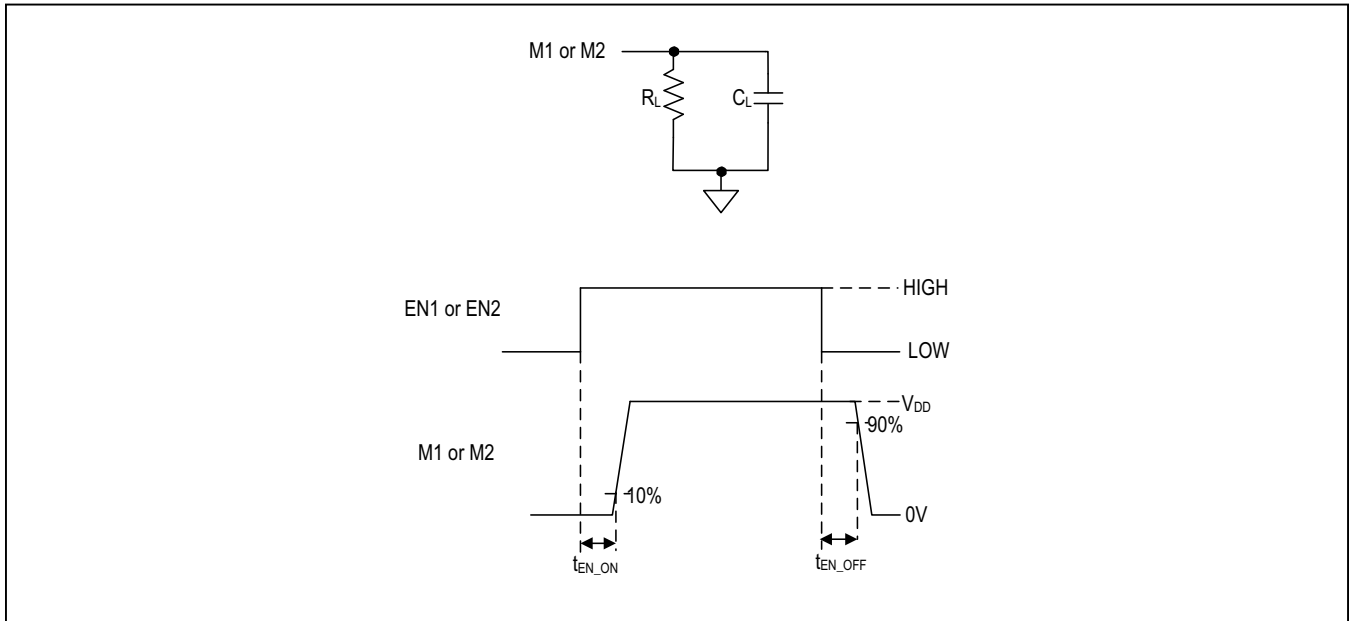 M1 or M2
RL
CL
EN1 or EN2
HIGH
LOW
M1 or M2
VDD
90%
10%
0V
tEN_ON
tEN_OFF